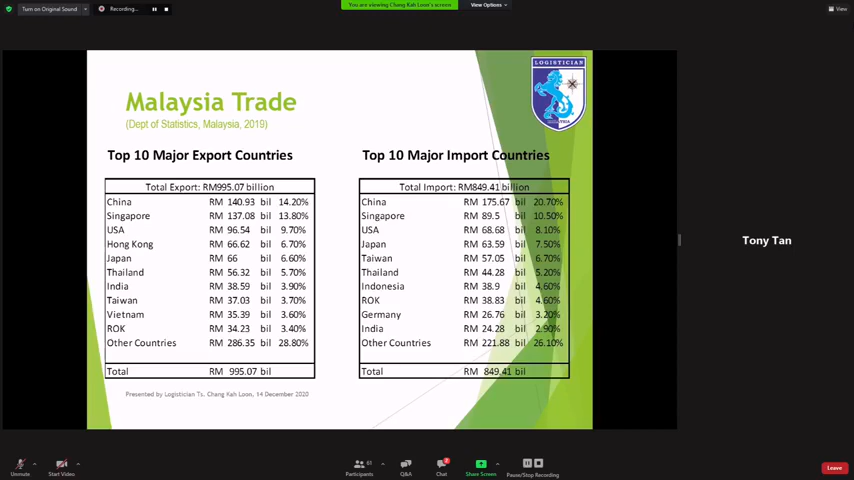 Turn on Original Sound
Recording...
You are viewing Chang Kah Loon's screen
View Options
View
LOGISTICIAN
Malaysia Trade
(Dept of Statistics, Malaysia, 2019)
Top 10 Major Export Countries
Total Export: RM995.07 billion
China RM 140.93 bil 14.20%
Singapore RM 137.08 bil 13.80%
USA RM 96.54 bil 9.70%
Hong Kong RM 66.62 bil 6.70%
Japan RM 66 bil 6.60%
Thailand RM 56.32 bil 5.70%
India RM 38.59 bil 3.90%
Taiwan RM 37.03 bil 3.70%
Vietnam RM 35.39 bil 3.60%
ROK RM 34.23 bil 3.40%
Other Countries RM 286.35 bil 28.80%
Total RM 995.07 bil
Top 10 Major Import Countries
Total Import: RM849.41 billion
China RM 175.67 bil 20.70%
Singapore RM 89.5 bil 10.50%
USA RM 68.68 bil 8.10%
Japan RM 63.59 bil 7.50%
Taiwan RM 57.05 bil 6.70%
Thailand RM 44.28 bil 5.20%
Indonesia RM 38.9 bil 4.60%
ROK RM 38.83 bil 4.60%
Germany RM 26.76 bil 3.20%
India RM 24.28 bil 2.90%
Other Countries RM 221.88 bil 26.10%
Total RM 849.41 bil
Presented by Logistician Ts. Chang Kah Loon, 14 December 2020
Tony Tan
Unmute
Start Video
Participants 61
Q&A
Chat
Share Screen
Pause/Stop Recording
Leave